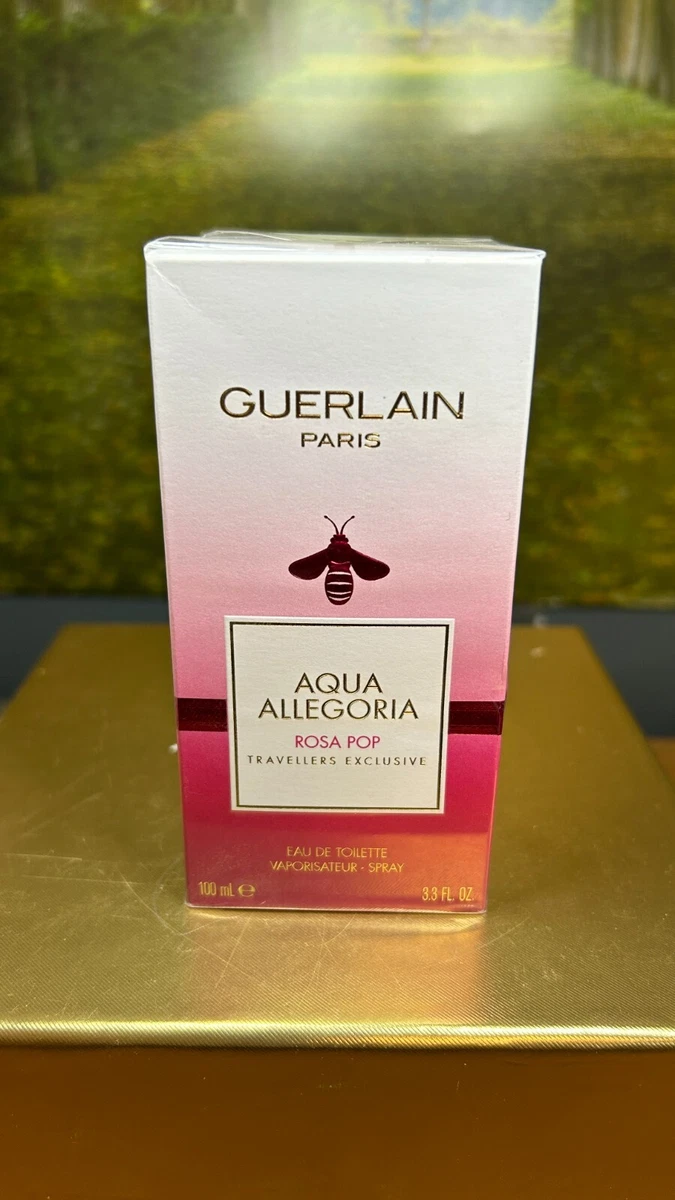 GUERLAIN
PARIS
AQUA
ALLEGORIA
ROSA POP
TRAVELLERS EXCLUSIVE
EAU DE TOILETTE
VAPORISATEUR · SPRAY
100 mL ℮ 3.3 FL. OZ.